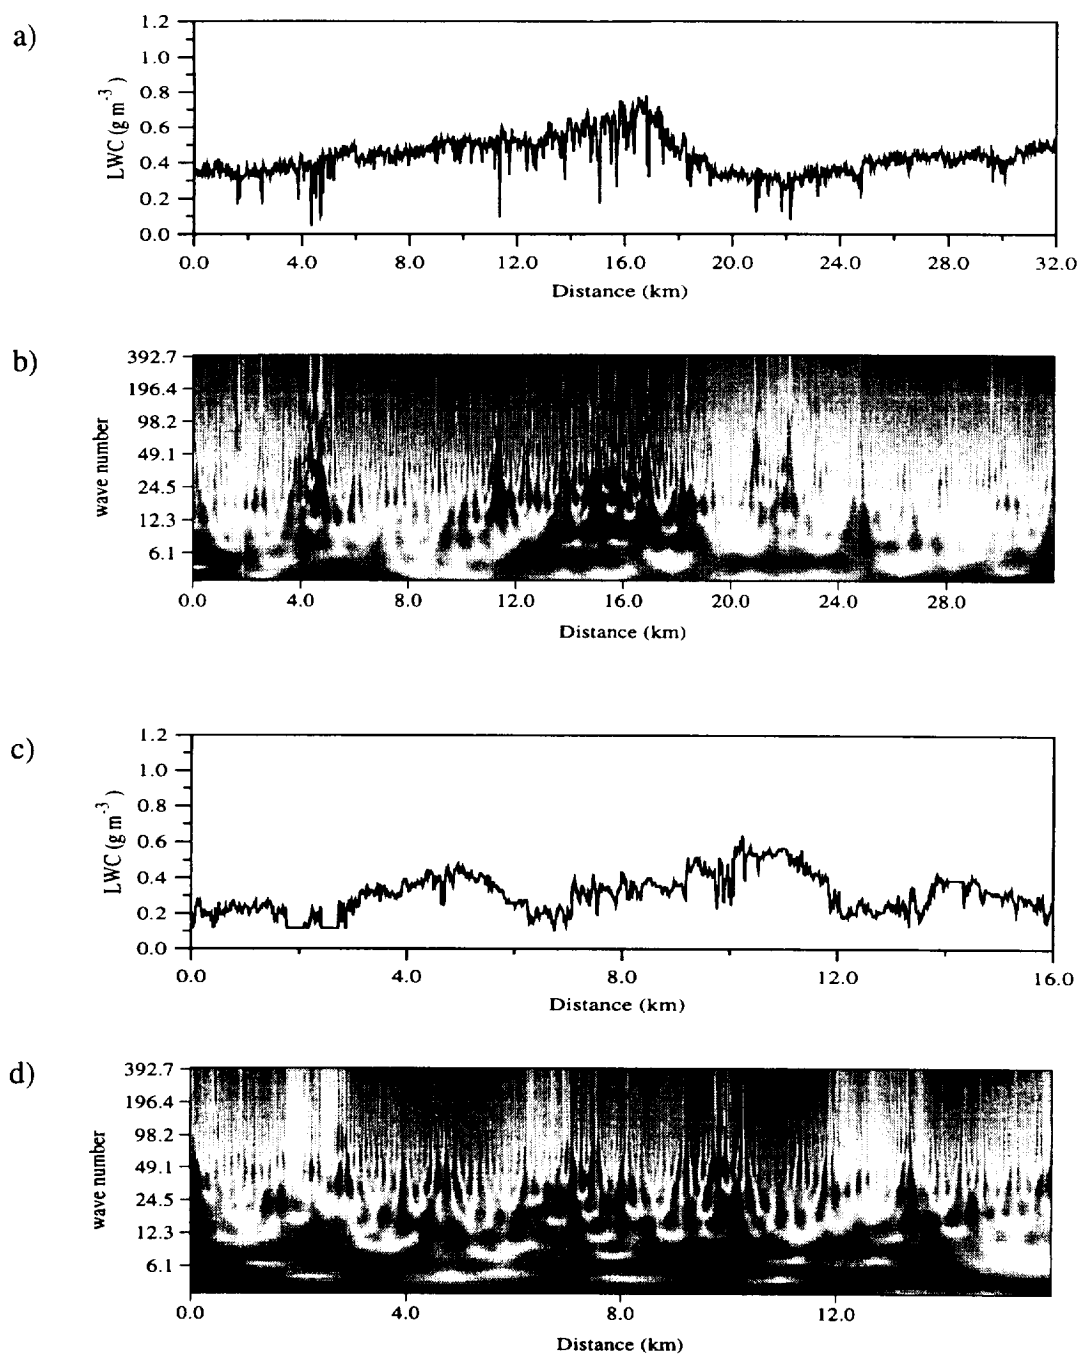 a)
LWC (g m-3)
1.2
1.0
0.8
0.6
0.4
0.2
0.0
0.0 4.0 8.0 12.0 16.0 20.0 24.0 28.0 32.0
Distance (km)
b)
wave number
392.7
196.4
98.2
49.1
24.5
12.3
6.1
0.0 4.0 8.0 12.0 16.0 20.0 24.0 28.0
Distance (km)
c)
LWC (g m-3)
1.2
1.0
0.8
0.6
0.4
0.2
0.0
0.0 4.0 8.0 12.0 16.0
Distance (km)
d)
wave number
392.7
196.4
98.2
49.1
24.5
12.3
6.1
0.0 4.0 8.0 12.0
Distance (km)